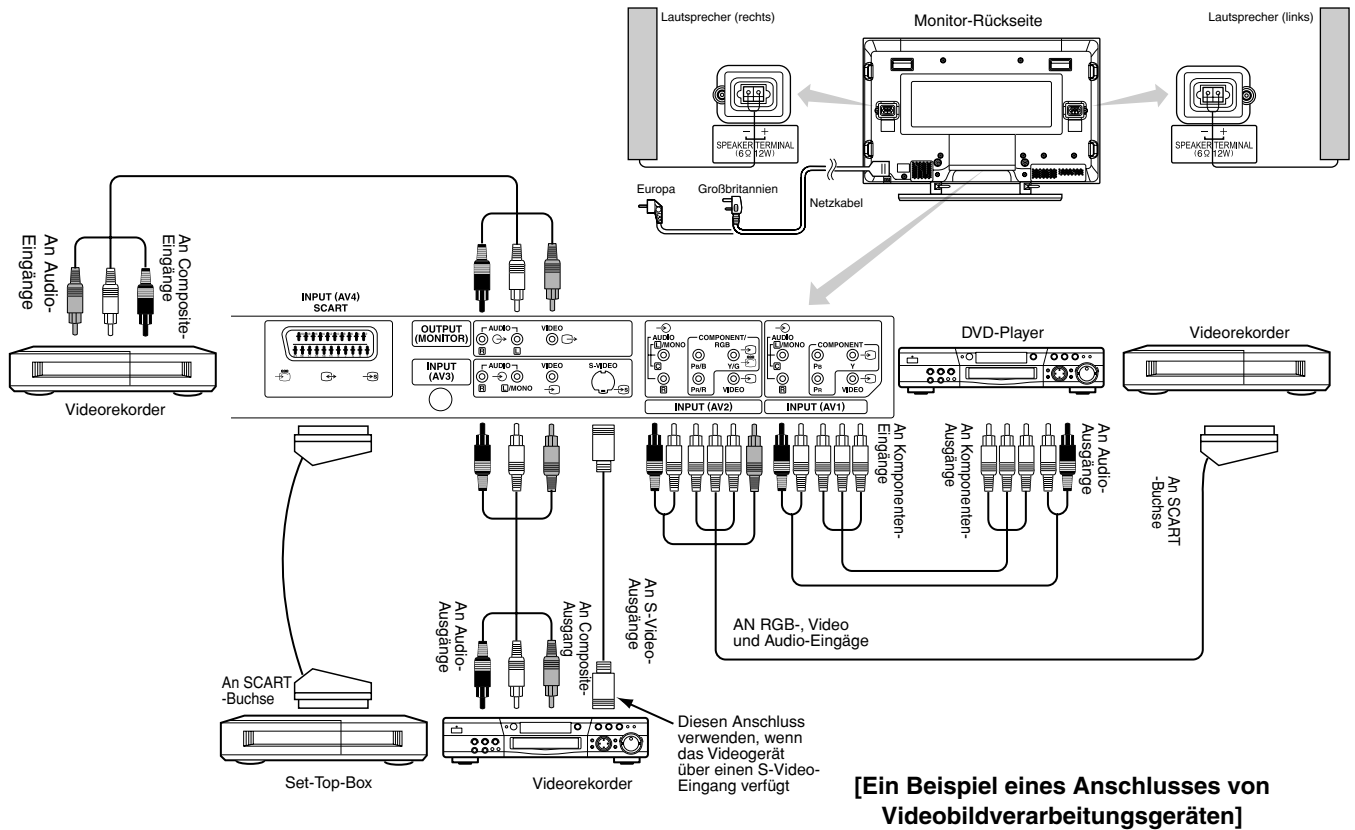 Lautsprecher (rechts)
Monitor-Rückseite
Lautsprecher (links)
− +
SPEAKER TERMINAL
(6Ω 12W)
− +
SPEAKER TERMINAL
(6Ω 12W)
Europa
Großbritannien
Netzkabel
An Audio-
Eingänge
An Composite-
Eingänge
Videorekorder
INPUT (AV4)
SCART
OUTPUT
(MONITOR)
AUDIO
VIDEO
R
L
INPUT
(AV3)
AUDIO
VIDEO
S-VIDEO
R
L/MONO
S
S
AUDIO
L/MONO
COMPONENT/
RGB
PB/B
Y/G
R
PR/R
VIDEO
INPUT (AV2)
AUDIO
L/MONO
COMPONENT
PB
Y
R
PR
VIDEO
INPUT (AV1)
DVD-Player
Videorekorder
An Komponenten-
Eingänge
An Komponenten-
Ausgänge
An Audio-
Ausgänge
An SCART
-Buchse
AN RGB-, Video
und Audio-Eingäge
An Audio-
Ausgänge
An Composite-
Ausgang
An S-Video-
Ausgänge
An SCART
-Buchse
Set-Top-Box
Videorekorder
Diesen Anschluss
verwenden, wenn
das Videogerät
über einen S-Video-
Eingang verfügt
[Ein Beispiel eines Anschlusses von
Videobildverarbeitungsgeräten]